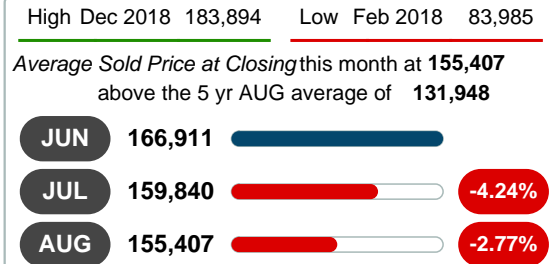 High Dec 2018 183,894 Low Feb 2018 83,985
Average Sold Price at Closing this month at 155,407
above the 5 yr AUG average of 131,948
JUN 166,911
JUL 159,840 -4.24%
AUG 155,407 -2.77%